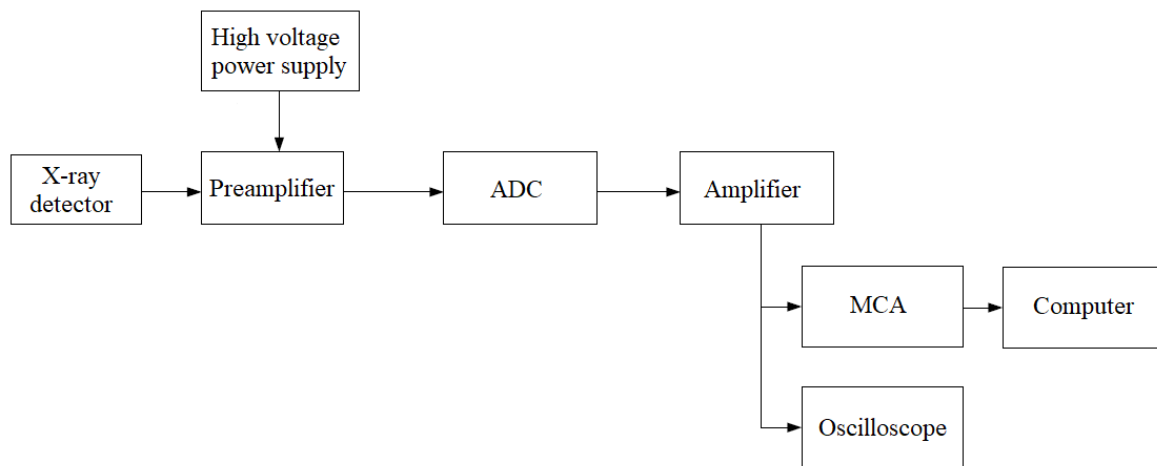 High voltage
power supply
X-ray
detector
Preamplifier
ADC
Amplifier
MCA
Computer
Oscilloscope